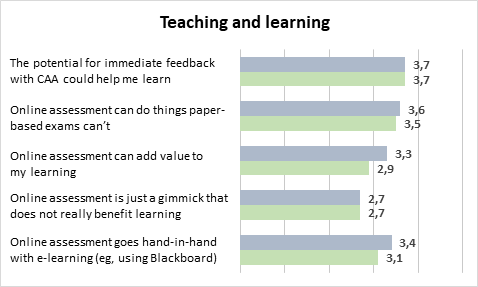 Teaching and learning
The potential for immediate feedback
with CAA could help me learn
3,7
3,7
Online assessment can do things paper-
based exams can't
3,6
3,5
Online assessment can add value to
my learning
3,3
2,9
Online assessment is just a gimmick that
does not really benefit learning
2,7
2,7
Online assessment goes hand-in-hand
with e-learning (eg, using Blackboard)
3,4
3,1